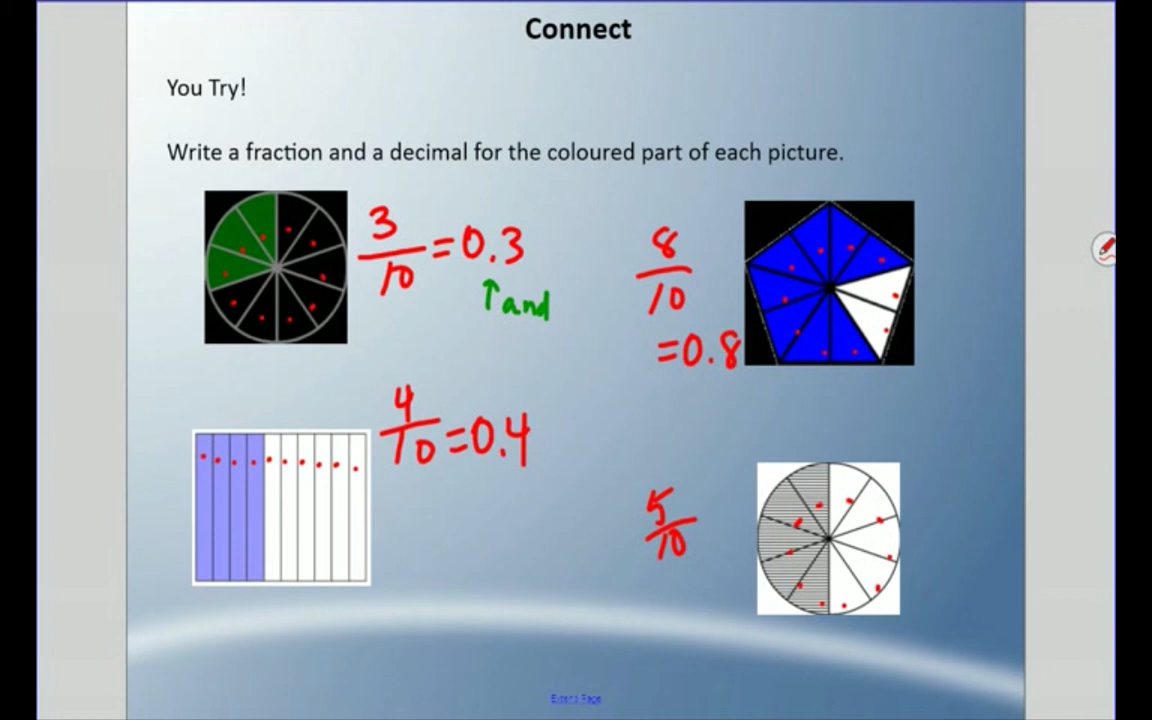 Connect
You Try!
Write a fraction and a decimal for the coloured part of each picture.
3/10 = 0.3
↑ and
8/10
= 0.8
4/10 = 0.4
5/10
Extend Page